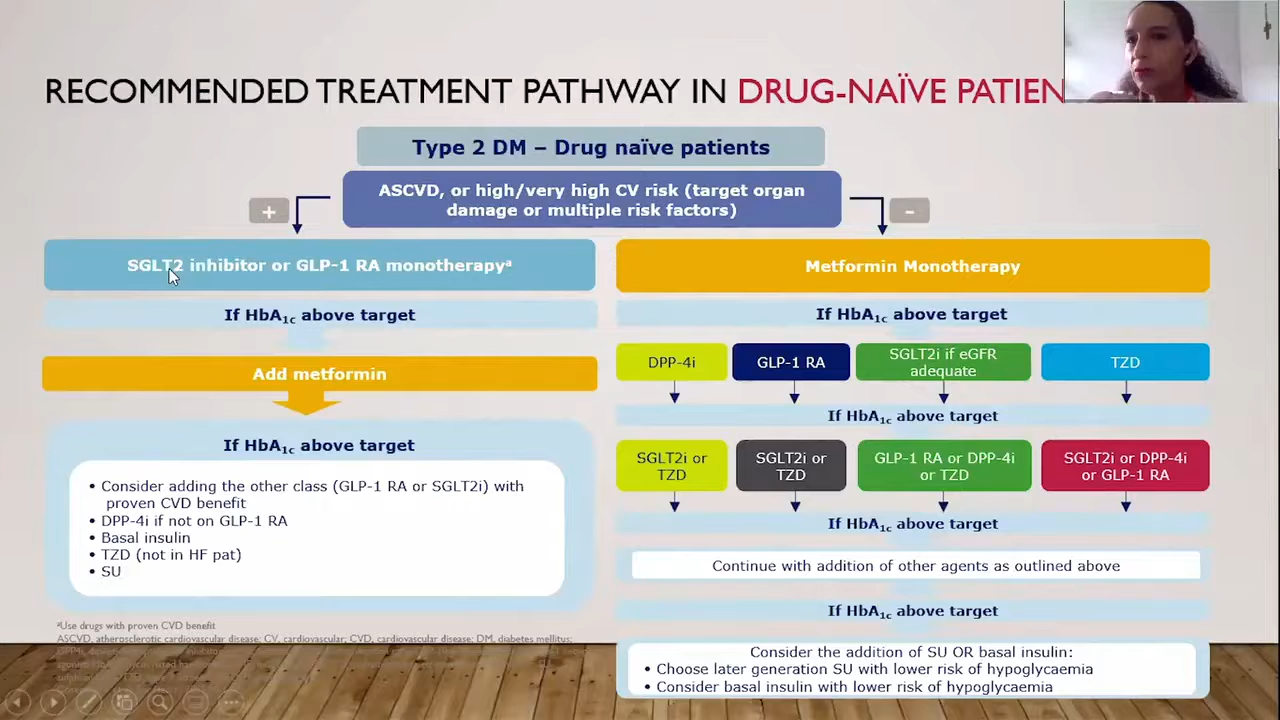 RECOMMENDED TREATMENT PATHWAY IN DRUG-NAÏVE PATIEN
Type 2 DM – Drug naïve patients
ASCVD, or high/very high CV risk (target organ
damage or multiple risk factors)
+
-
SGLT2 inhibitor or GLP-1 RA monotherapyᵃ
If HbA₁c above target
Add metformin
If HbA₁c above target
• Consider adding the other class (GLP-1 RA or SGLT2i) with
proven CVD benefit
• DPP-4i if not on GLP-1 RA
• Basal insulin
• TZD (not in HF pat)
• SU
Metformin Monotherapy
If HbA₁c above target
DPP-4i
GLP-1 RA
SGLT2i if eGFR
adequate
TZD
If HbA₁c above target
SGLT2i or
TZD
SGLT2i or
TZD
GLP-1 RA or DPP-4i
or TZD
SGLT2i or DPP-4i
or GLP-1 RA
If HbA₁c above target
Continue with addition of other agents as outlined above
If HbA₁c above target
Consider the addition of SU OR basal insulin:
• Choose later generation SU with lower risk of hypoglycaemia
• Consider basal insulin with lower risk of hypoglycaemia
ᵃUse drugs with proven CVD benefit
ASCVD, atherosclerotic cardiovascular disease; CV, cardiovascular; CVD, cardiovascular disease; DM, diabetes mellitus;